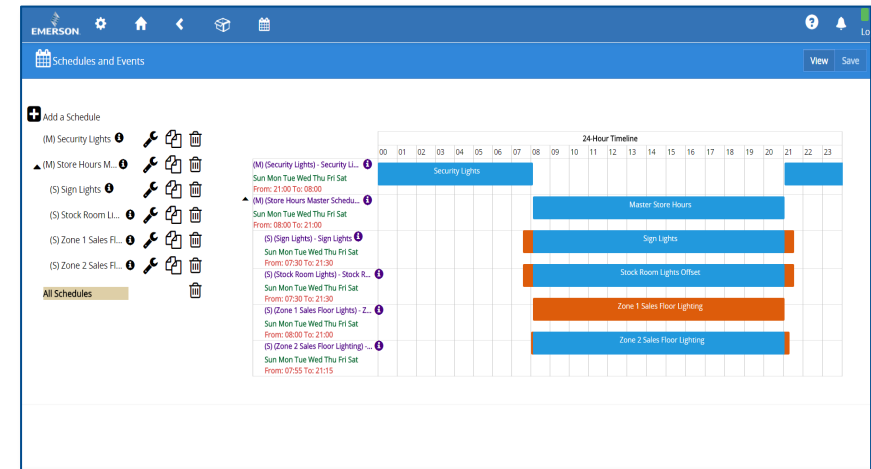 EMERSON
Lo
Schedules and Events
View Save
Add a Schedule
(M) Security Lights
(M) Store Hours M...
(S) Sign Lights
(S) Stock Room Li...
(S) Zone 1 Sales Fl...
(S) Zone 2 Sales Fl...
All Schedules
24-Hour Timeline
00 01 02 03 04 05 06 07 08 09 10 11 12 13 14 15 16 17 18 19 20 21 22 23
(M) (Security Lights) - Security Li...
Sun Mon Tue Wed Thu Fri Sat
From: 21:00 To: 08:00
Security Lights
(M) (Store Hours Master Schedu...
Sun Mon Tue Wed Thu Fri Sat
From: 08:00 To: 21:00
Master Store Hours
(S) (Sign Lights) - Sign Lights
Sun Mon Tue Wed Thu Fri Sat
From: 07:30 To: 21:30
Sign Lights
(S) (Stock Room Lights) - Stock R...
Sun Mon Tue Wed Thu Fri Sat
From: 07:30 To: 21:30
Stock Room Lights Offset
(S) (Zone 1 Sales Floor Lights) - Z...
Sun Mon Tue Wed Thu Fri Sat
From: 08:00 To: 21:00
Zone 1 Sales Floor Lighting
(S) (Zone 2 Sales Floor Lighting) -...
Sun Mon Tue Wed Thu Fri Sat
From: 07:55 To: 21:15
Zone 2 Sales Floor Lighting